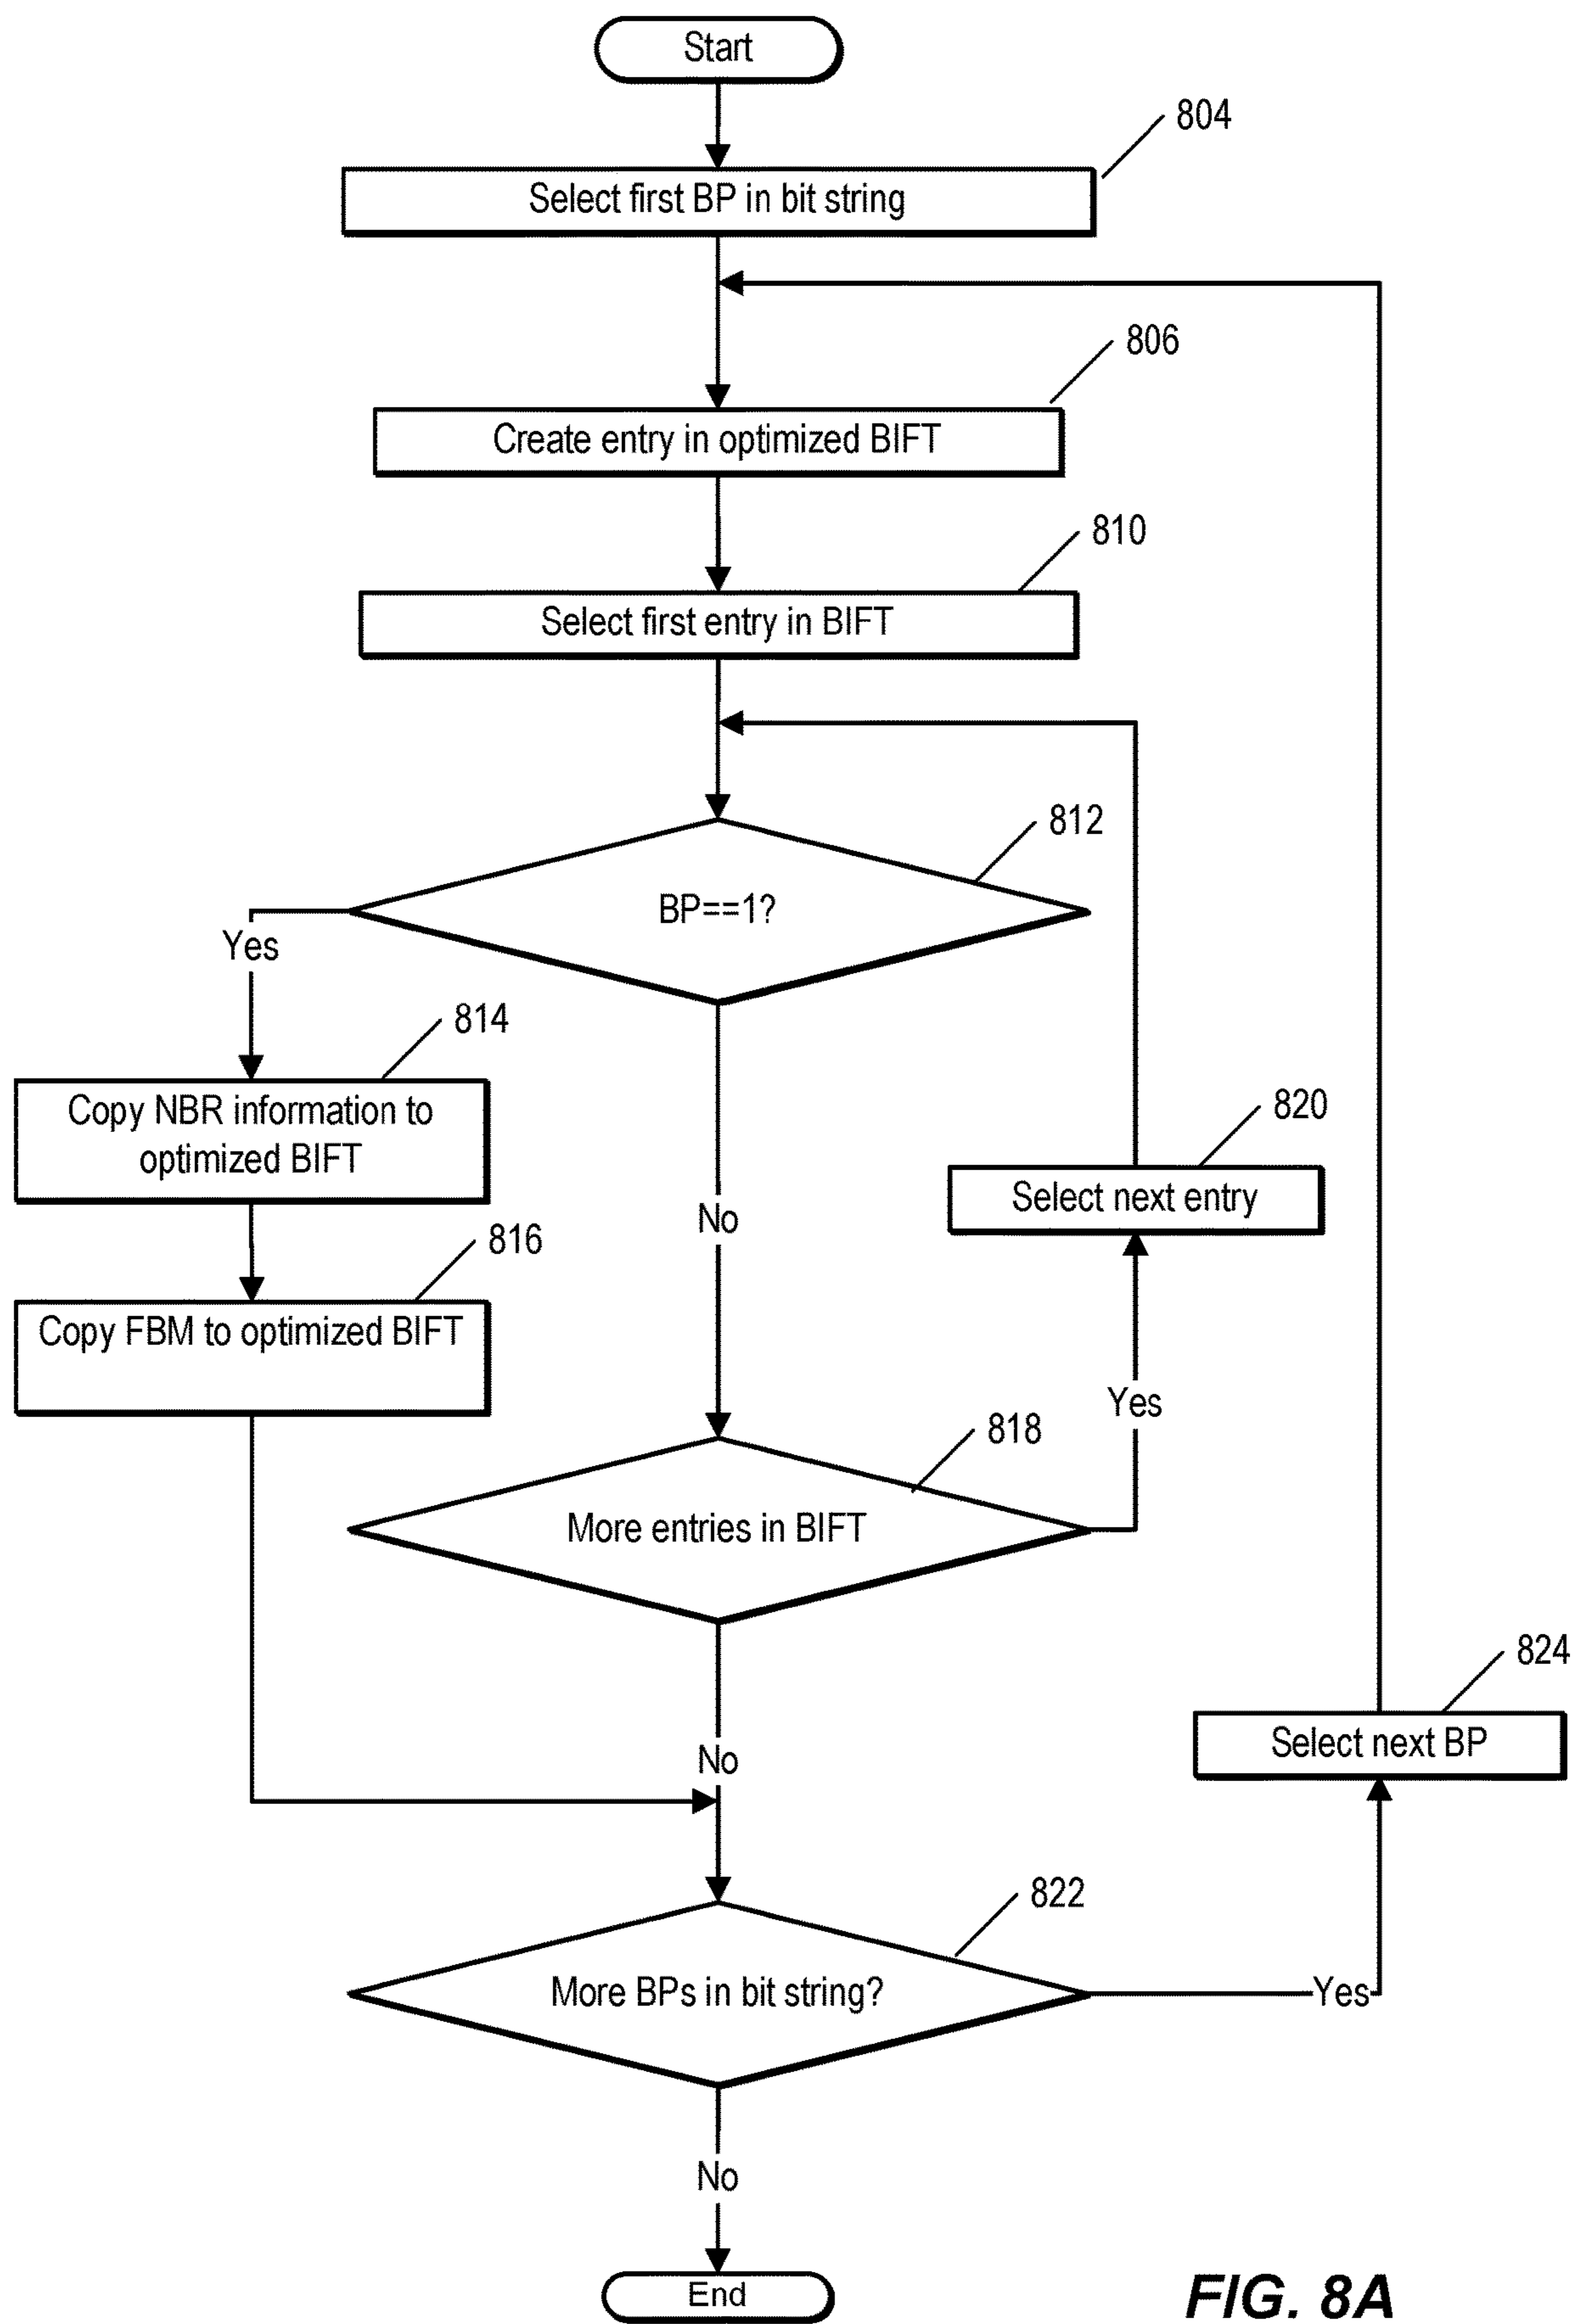 Start
804
Select first BP in bit string
806
Create entry in optimized BIFT
810
Select first entry in BIFT
812
BP==1?
Yes
814
Copy NBR information to
optimized BIFT
820
Select next entry
No
816
Copy FBM to optimized BIFT
Yes
818
More entries in BIFT
824
Select next BP
No
822
More BPs in bit string?
Yes
No
End
FIG. 8A